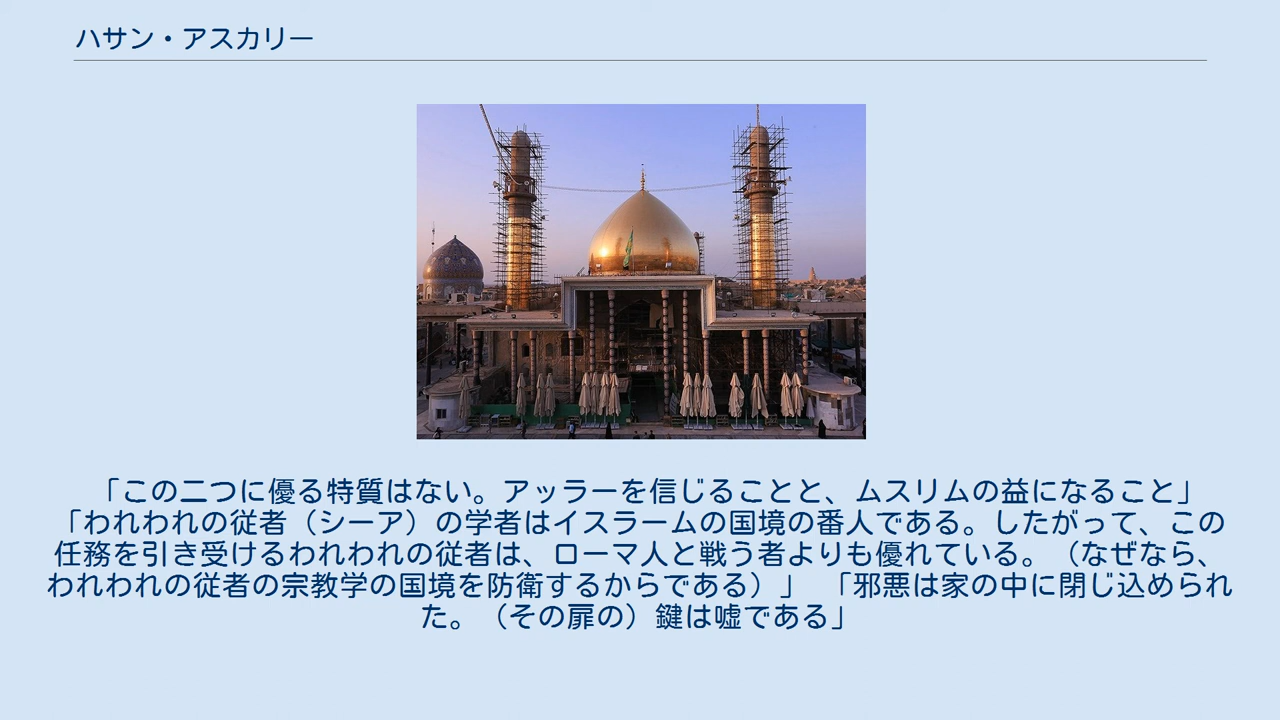 ハサン・アスカリー
「この二つに優る特質はない。アッラーを信じることと、ムスリムの益になること」
「われわれの従者（シーア）の学者はイスラームの国境の番人である。したがって、この
任務を引き受けるわれわれの従者は、ローマ人と戦う者よりも優れている。（なぜなら、
われわれの従者の宗教学の国境を防衛するからである）」　「邪悪は家の中に閉じ込められ
た。（その扉の）鍵は嘘である」